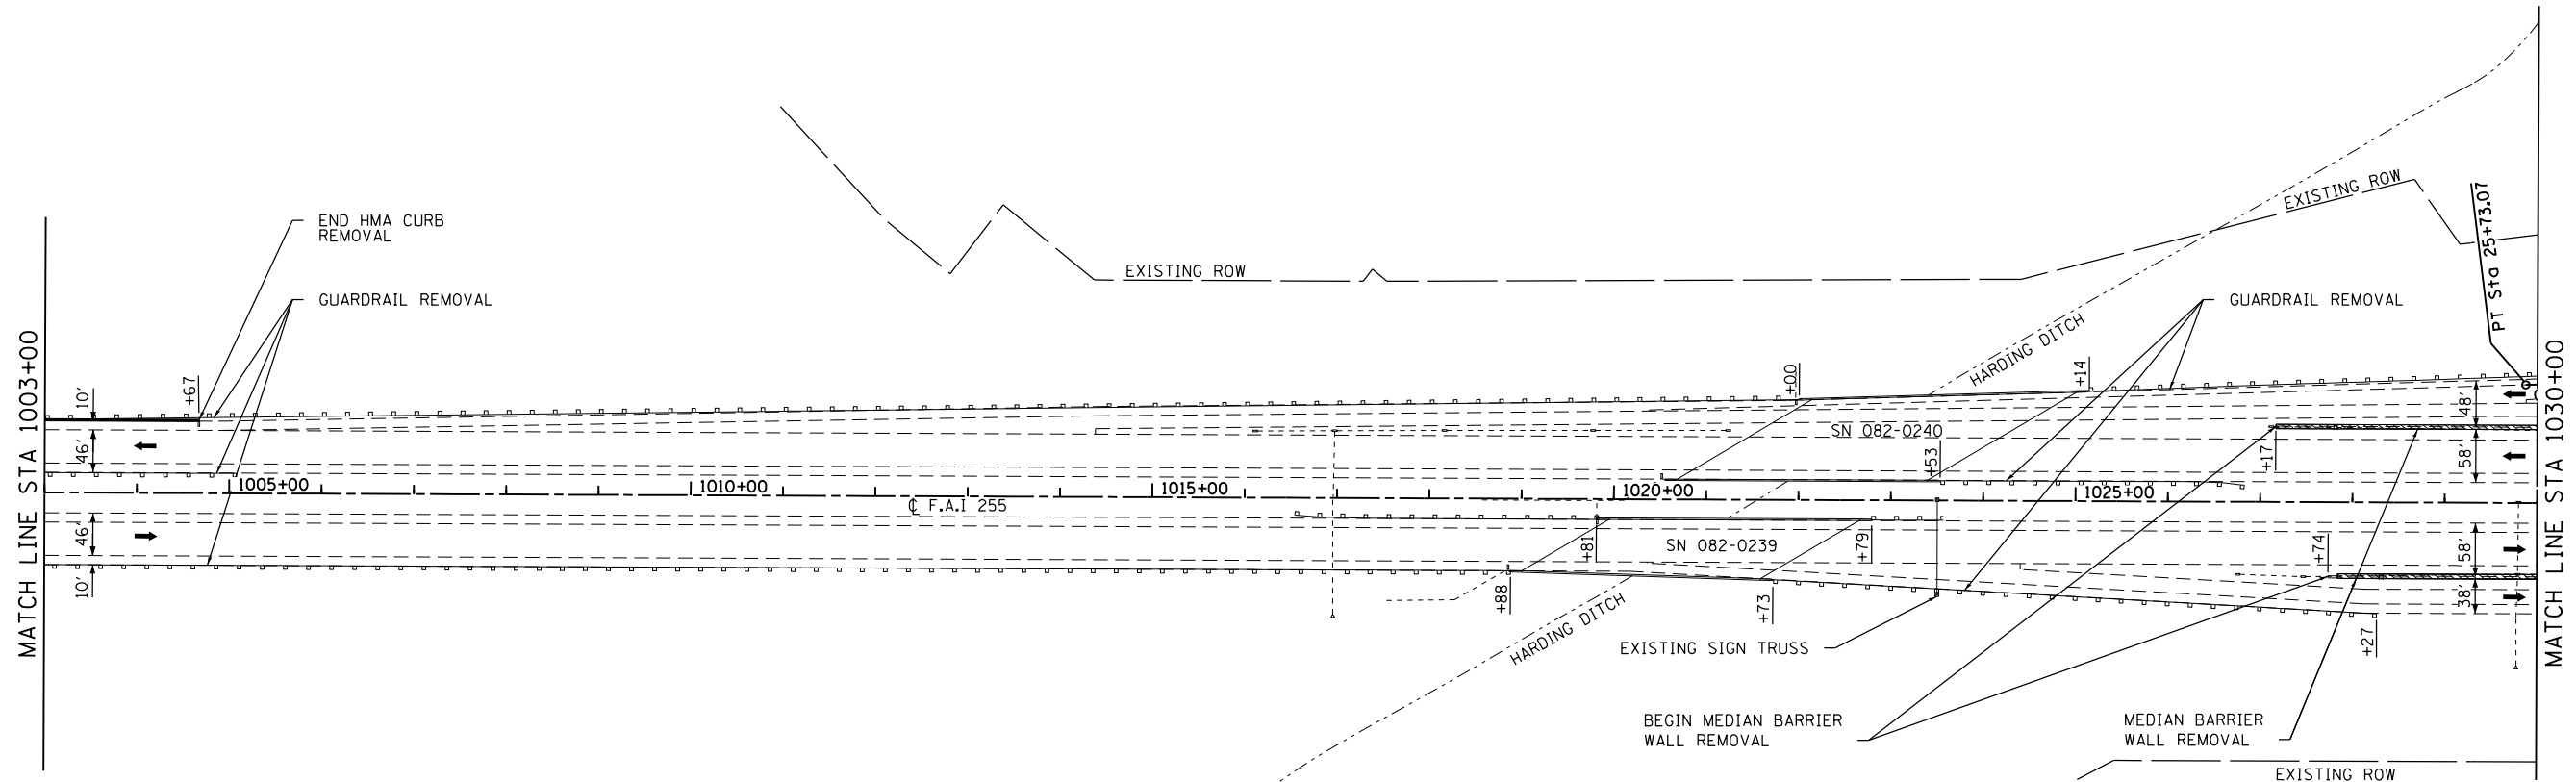 MATCH LINE STA 1003+00
END HMA CURB
REMOVAL
GUARDRAIL REMOVAL
10'
+67
46'
46'
10'
1005+00
1010+00
1015+00
1020+00
1025+00
℄ F.A.I 255
EXISTING ROW
EXISTING ROW
HARDING DITCH
GUARDRAIL REMOVAL
PT Sta 25+73.07
+00
+14
SN 082-0240
+53
+17
48'
58'
+81
SN 082-0239
+79
+74
58'
38'
+88
+73
+27
HARDING DITCH
EXISTING SIGN TRUSS
BEGIN MEDIAN BARRIER
WALL REMOVAL
MEDIAN BARRIER
WALL REMOVAL
EXISTING ROW
MATCH LINE STA 1030+00